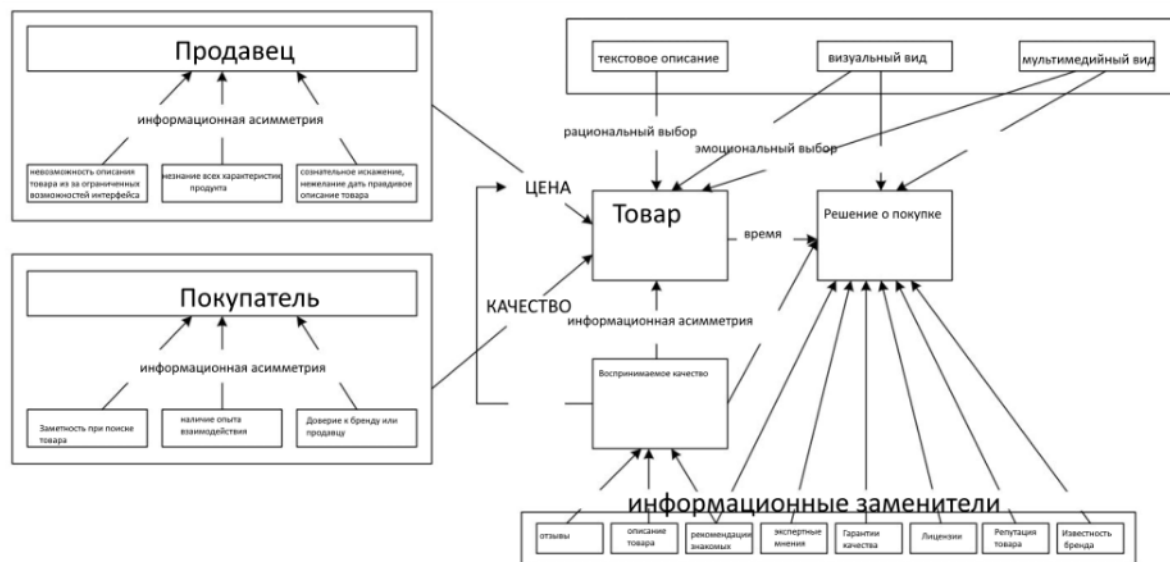 Продавец
информационная асимметрия
невозможность описания
товара из за ограниченных
возможностей интерфейса
незнание всех характеристик
продукта
сознательное искажение,
нежелание дать правдивое
описание товара
Покупатель
информационная асимметрия
Заметность при поиске
товара
наличие опыта
взаимодействия
Доверие к бренду или
продавцу
текстовое описание
визуальный вид
мультимедийный вид
рациональный выбор
эмоциональный выбор
ЦЕНА
КАЧЕСТВО
Товар
время
Решение о покупке
информационная асимметрия
Воспринимаемое качество
информационные заменители
отзывы
описание
товара
рекомендации
знакомых
экспертные
мнения
Гарантии
качества
Лицензии
Репутация
товара
Известность
бренда